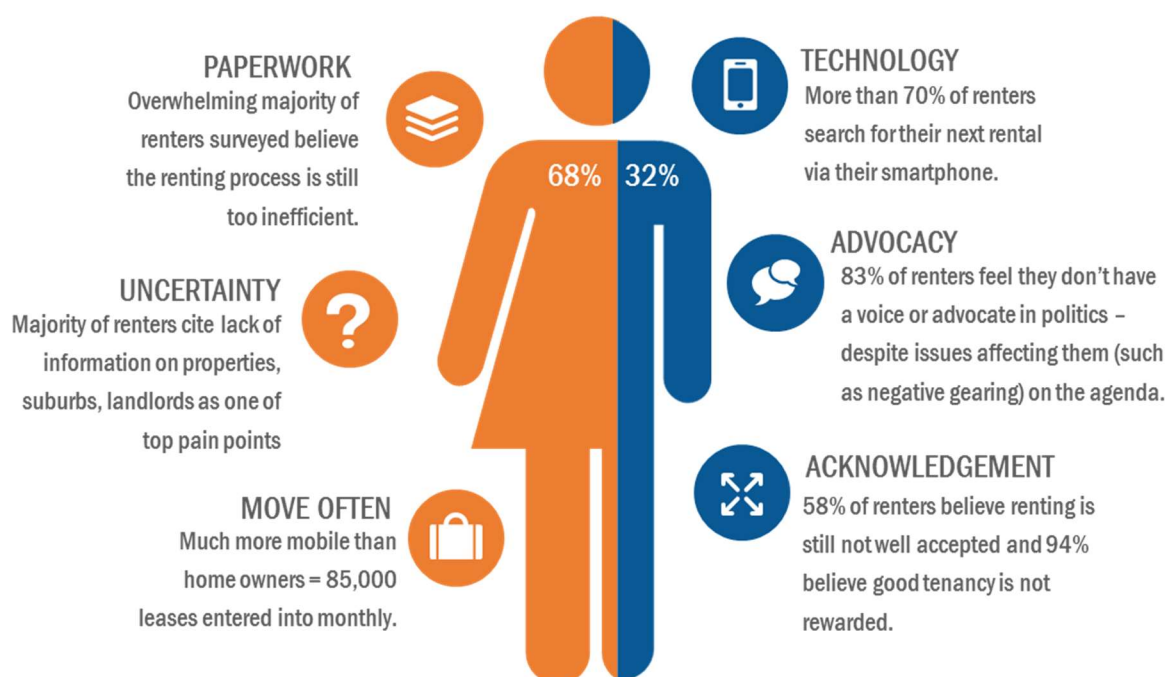 PAPERWORK
Overwhelming majority of
renters surveyed believe
the renting process is still
too inefficient.
UNCERTAINTY
Majority of renters cite lack of
information on properties,
suburbs, landlords as one of
top pain points
MOVE OFTEN
Much more mobile than
home owners = 85,000
leases entered into monthly.
68% 32%
TECHNOLOGY
More than 70% of renters
search for their next rental
via their smartphone.
ADVOCACY
83% of renters feel they don’t have
a voice or advocate in politics –
despite issues affecting them (such
as negative gearing) on the agenda.
ACKNOWLEDGEMENT
58% of renters believe renting is
still not well accepted and 94%
believe good tenancy is not
rewarded.